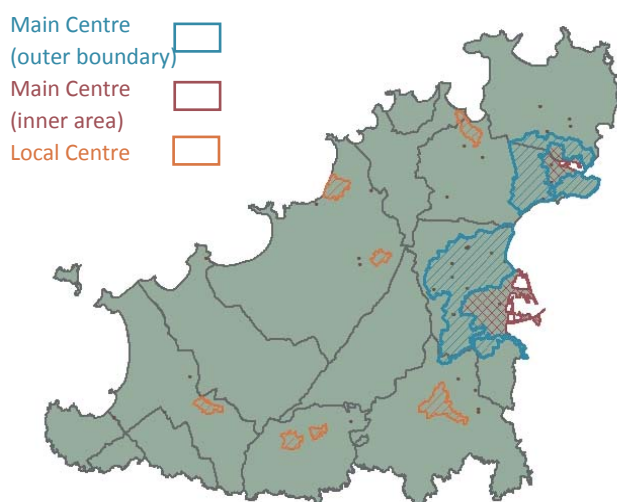 Main Centre
(outer boundary)
Main Centre
(inner area)
Local Centre